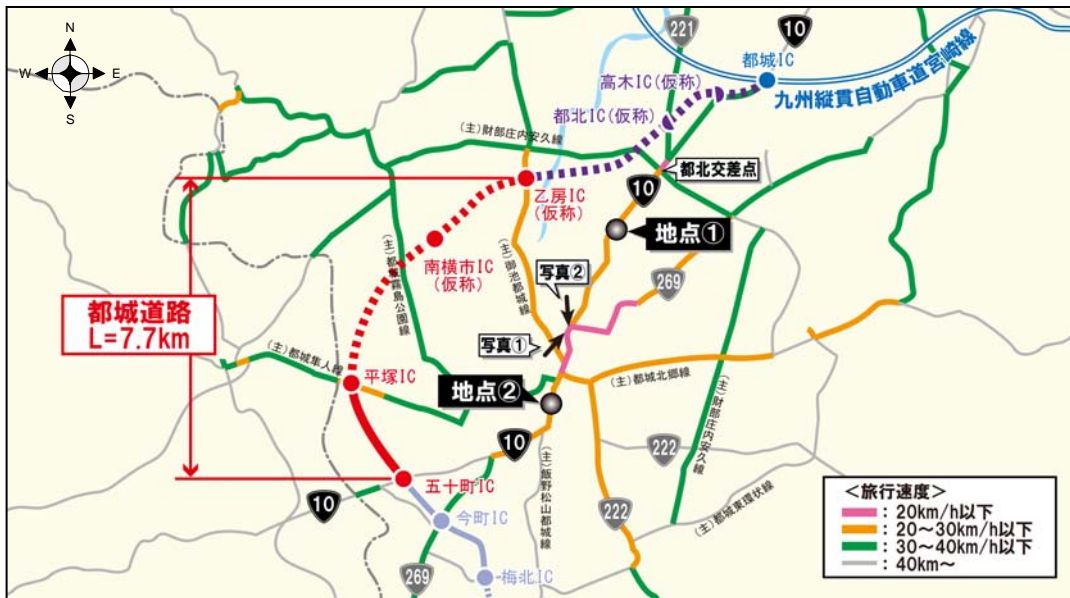 N
W
E
S
221
10
都城IC
九州縦貫自動車道宮崎線
高木IC(仮称)
都北IC(仮称)
(主)財部庄内安久線
都北交差点
乙房IC
(仮称)
10
地点①
南横市IC
(仮称)
(主)御池都城線
写真②
269
都城道路
L=7.7km
写真①
(主)都城隼人線
平塚IC
地点②
(主)都城北郷線
(主)財部庄内安久線
10
(主)飯野松山都城線
222
五十町IC
10
222
(主)都城東環状線
今町IC
269
梅北IC
<旅行速度>
:20km/h以下
:20~30km/h以下
:30~40km/h以下
:40km~